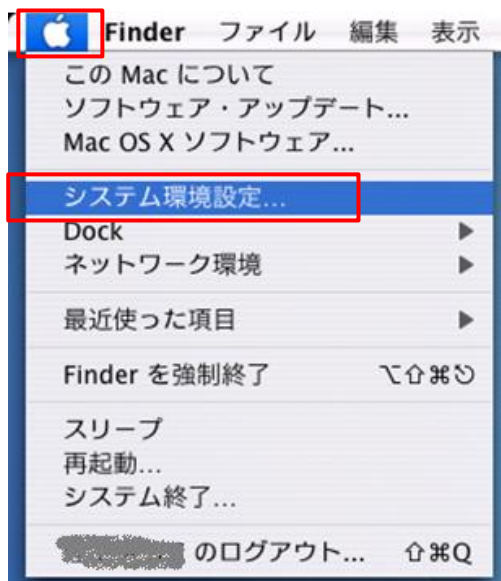 Finder ファイル 編集 表示
この Mac について
ソフトウェア・アップデート...
Mac OS X ソフトウェア...
システム環境設定...
Dock
ネットワーク環境
最近使った項目
Finder を強制終了 ⌥⇧⌘⎋
スリープ
再起動...
システム終了...
のログアウト... ⇧⌘Q